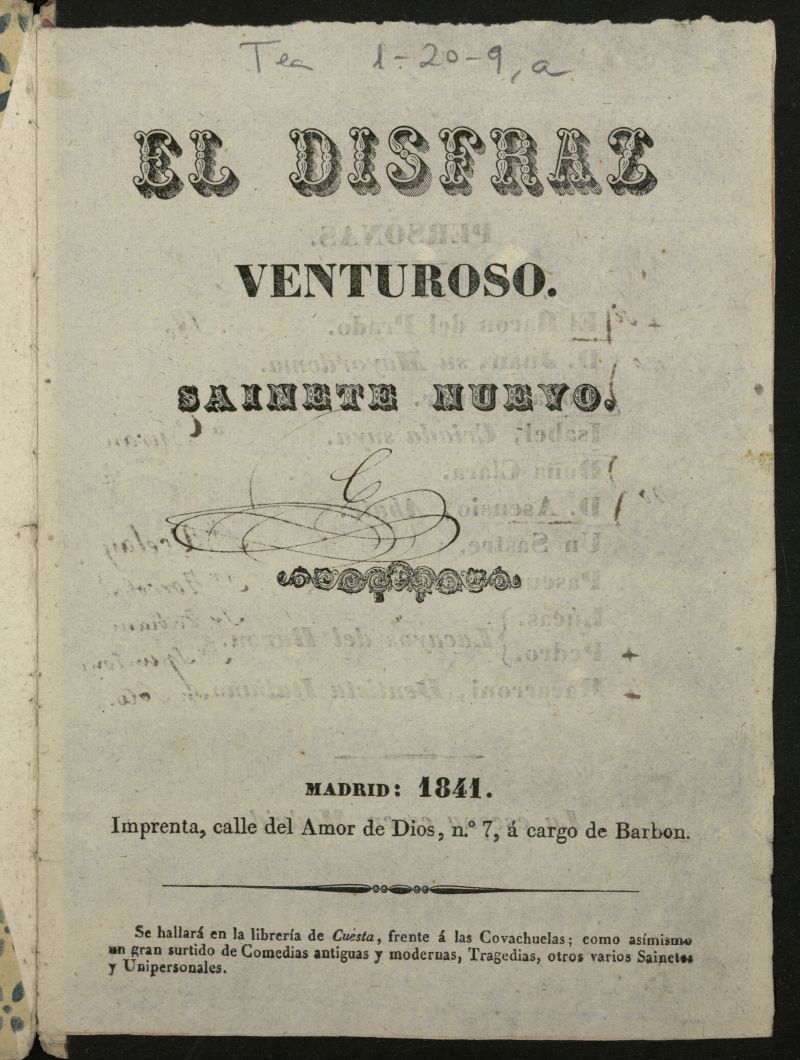 Tea 1-20-9, a
EL DISFRAZ
VENTUROSO.
SAINETE NUEVO.
MADRID: 1841.
Imprenta, calle del Amor de Dios, n.º 7, á cargo de Barbon.
Se hallará en la librería de Cuesta, frente á las Covachuelas; como asímismo
un gran surtido de Comedias antiguas y modernas, Tragedias, otros varios Sainetes
y Unipersonales.